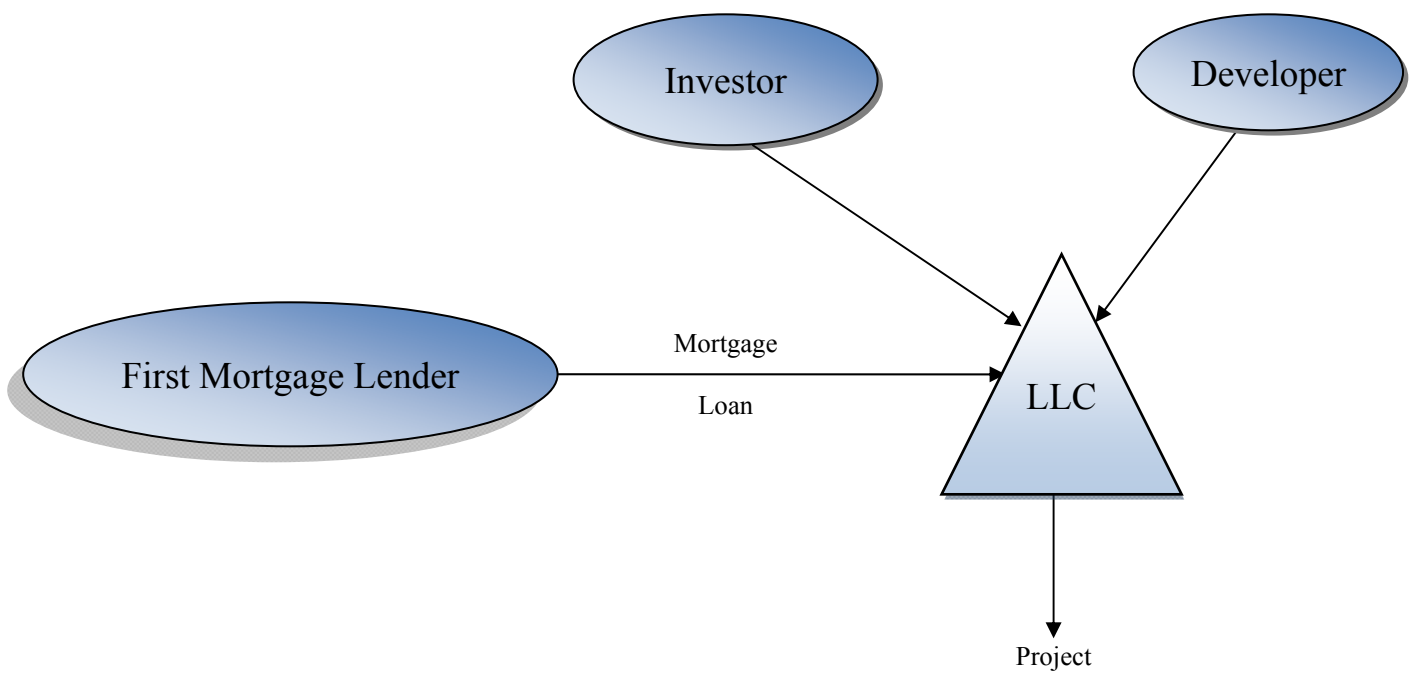 Investor
Developer
First Mortgage Lender
Mortgage
Loan
LLC
Project